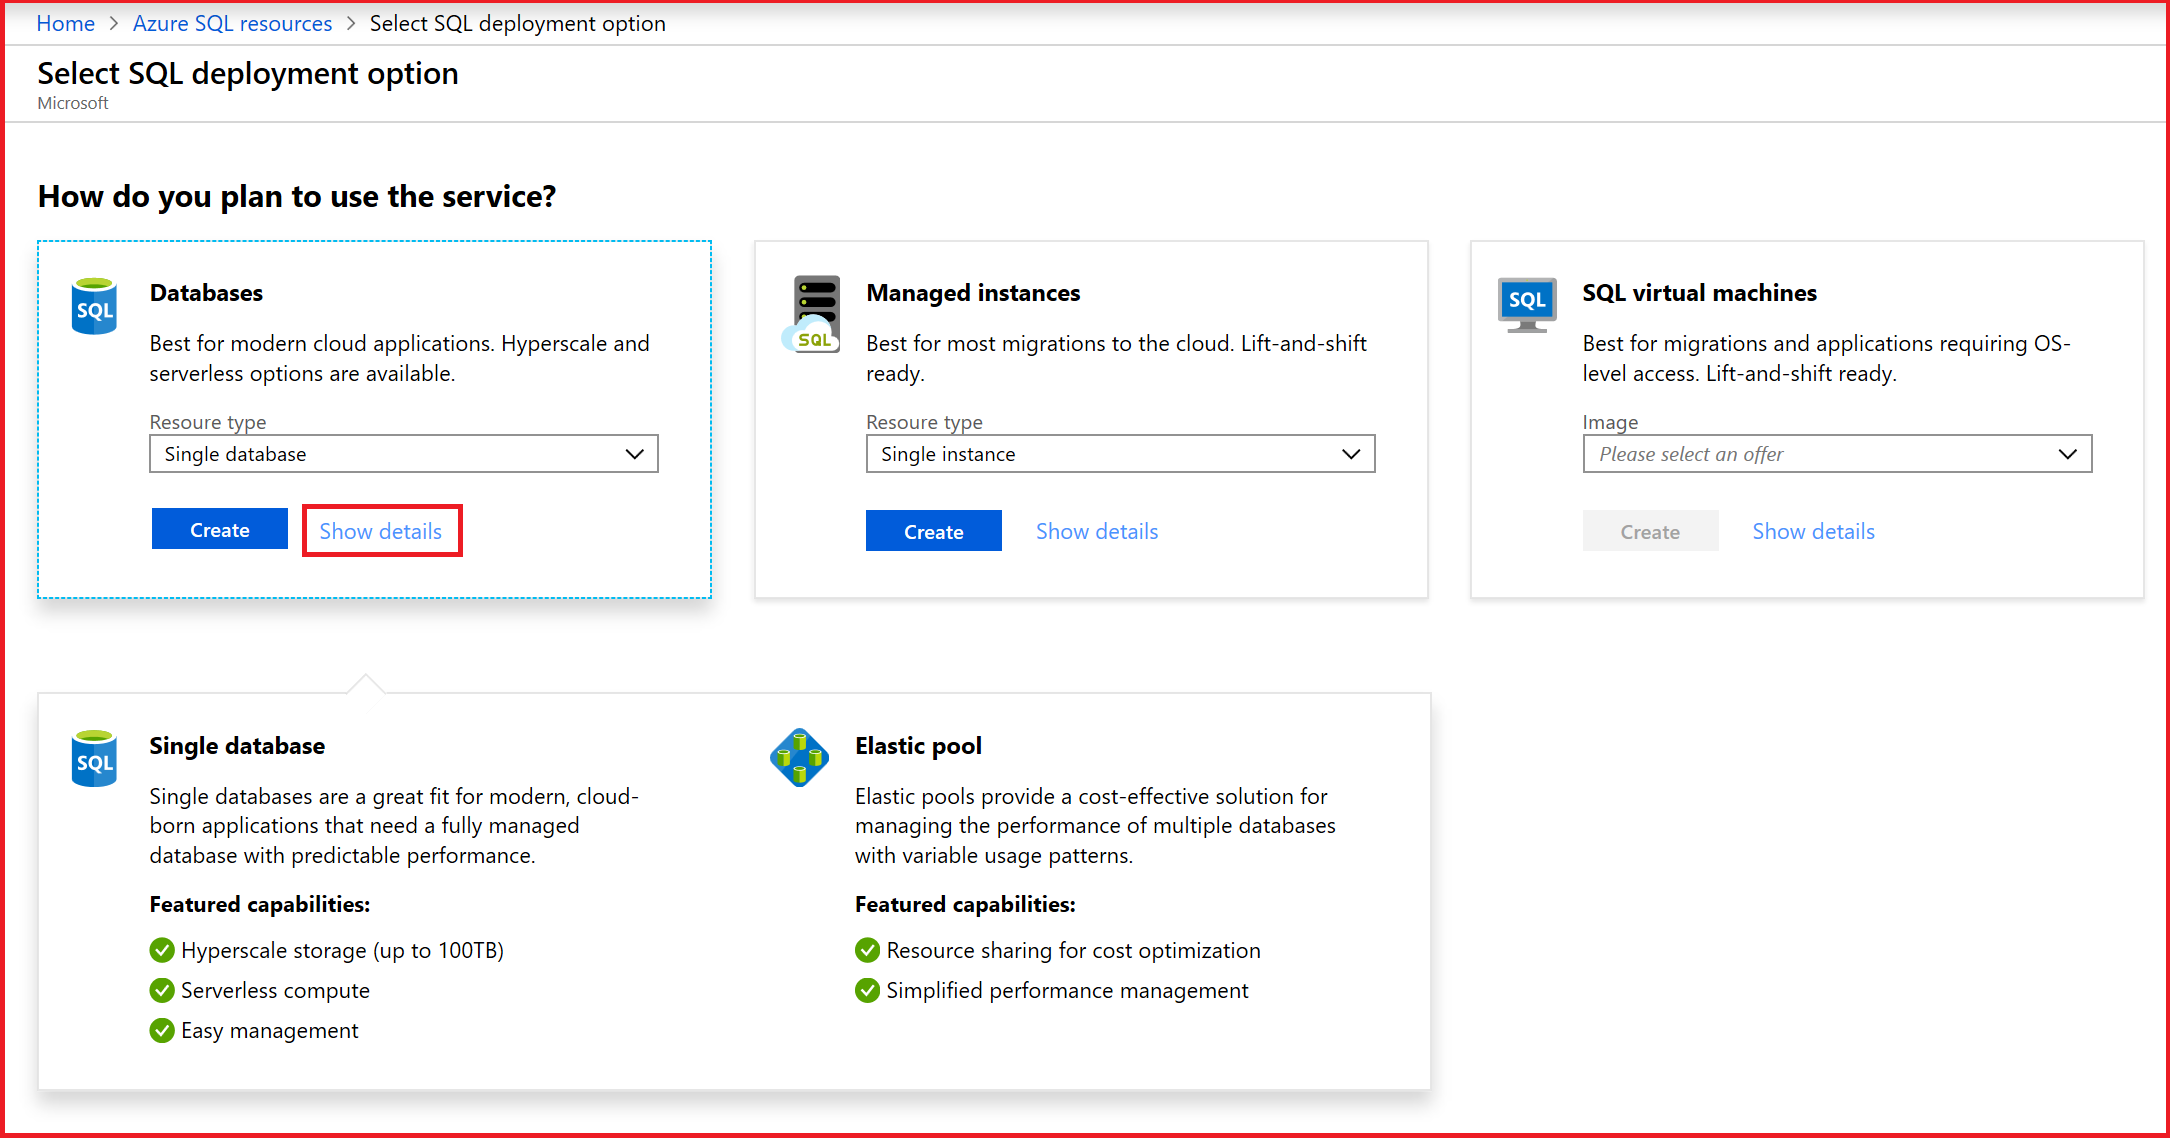 Home > Azure SQL resources > Select SQL deployment option
Select SQL deployment option
Microsoft
How do you plan to use the service?
SQL
Databases
Best for modern cloud applications. Hyperscale and
serverless options are available.
Resoure type
Single database
Create
Show details
SQL
Managed instances
Best for most migrations to the cloud. Lift-and-shift
ready.
Resoure type
Single instance
Create
Show details
SQL
SQL virtual machines
Best for migrations and applications requiring OS-
level access. Lift-and-shift ready.
Image
Please select an offer
Create
Show details
SQL
Single database
Single databases are a great fit for modern, cloud-
born applications that need a fully managed
database with predictable performance.
Featured capabilities:
Hyperscale storage (up to 100TB)
Serverless compute
Easy management
Elastic pool
Elastic pools provide a cost-effective solution for
managing the performance of multiple databases
with variable usage patterns.
Featured capabilities:
Resource sharing for cost optimization
Simplified performance management